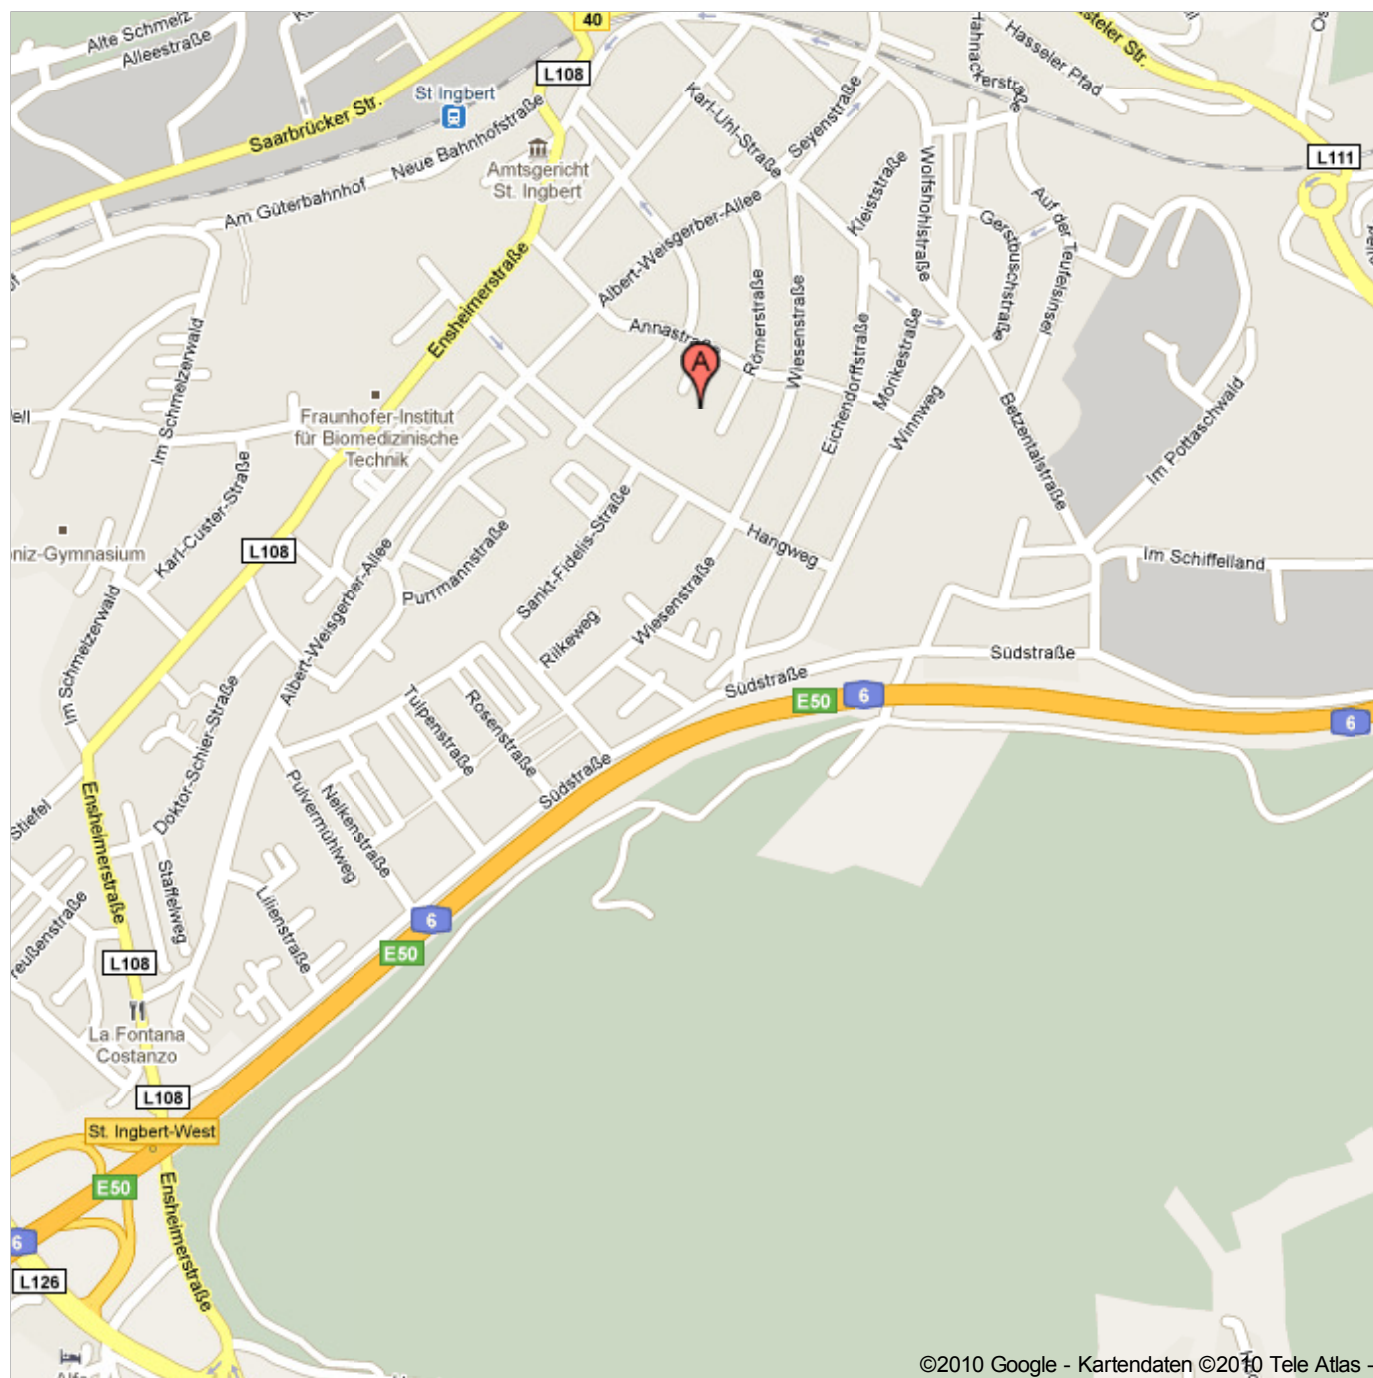 Alte Schmelz
Alleestraße
40
L108
St Ingbert
Saarbrücker Str.
Neue Bahnhofstraße
Amtsgericht
St. Ingbert
Am Güterbahnhof
Karl-Uhl-Straße
Seyenstraße
Hasseler Pfad
L111
Wolfshohlstraße
Kleiststraße
Auf der Teufelsinsel
Gerstbuschstraße
Albert-Weisgerber-Allee
Ensheimerstraße
Annastraße
A
Römerstraße
Wiesenstraße
Eichendorffstraße
Mörikestraße
Winnweg
Betzentalstraße
Im Pottaschwald
Im Schmelzerwald
Fraunhofer-Institut
für Biomedizinische
Technik
Karl-Custer-Straße
niz-Gymnasium
L108
Albert-Weisgerber-Allee
Purrmannstraße
Sankt-Fidelis-Straße
Hangweg
Im Schiffelland
Im Schmelzerwald
Rilkeweg
Wiesenstraße
Südstraße
Südstraße
E50
6
6
Doktor-Schier-Straße
Tulpenstraße
Rosenstraße
Südstraße
Stiefel
Ensheimerstraße
Pulvermühlweg
Nelkenstraße
Staffelweg
Lilienstraße
reußenstraße
6
E50
L108
La Fontana
Costanzo
L108
St. Ingbert-West
E50
Ensheimerstraße
6
L126
©2010 Google - Kartendaten ©2010 Tele Atlas -